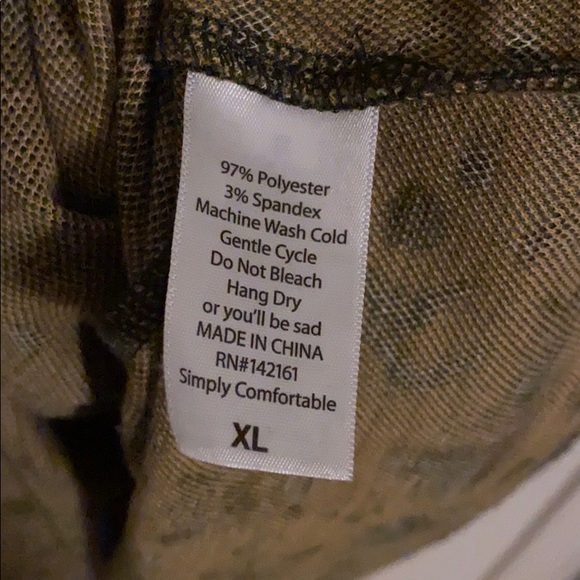 97% Polyester
3% Spandex
Machine Wash Cold
Gentle Cycle
Do Not Bleach
Hang Dry
or you'll be sad
MADE IN CHINA
RN#142161
Simply Comfortable
XL